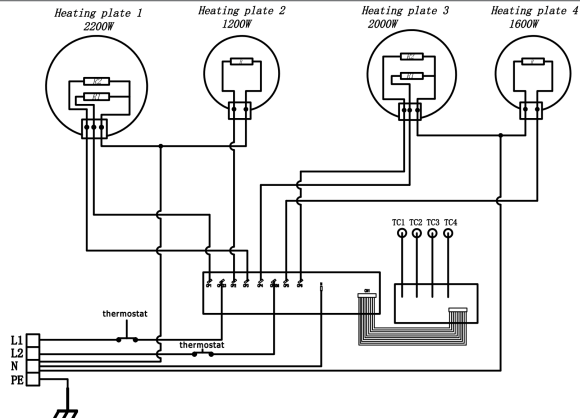 Heating plate 1
2200W
Heating plate 2
1200W
Heating plate 3
2000W
Heating plate 4
1600W
R2
R1
R2
R1
TC1 TC2 TC3 TC4
thermostat
thermostat
L1
L2
N
PE